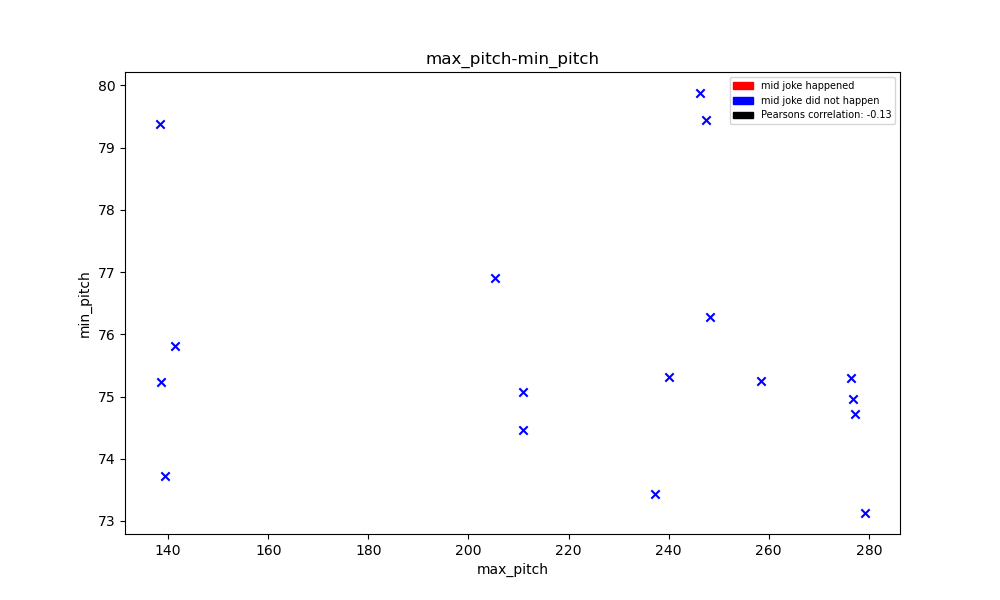 max_pitch-min_pitch
mid joke happened
mid joke did not happen
Pearsons correlation: -0.13
80
79
78
77
76
75
74
73
min_pitch
140 160 180 200 220 240 260 280
max_pitch